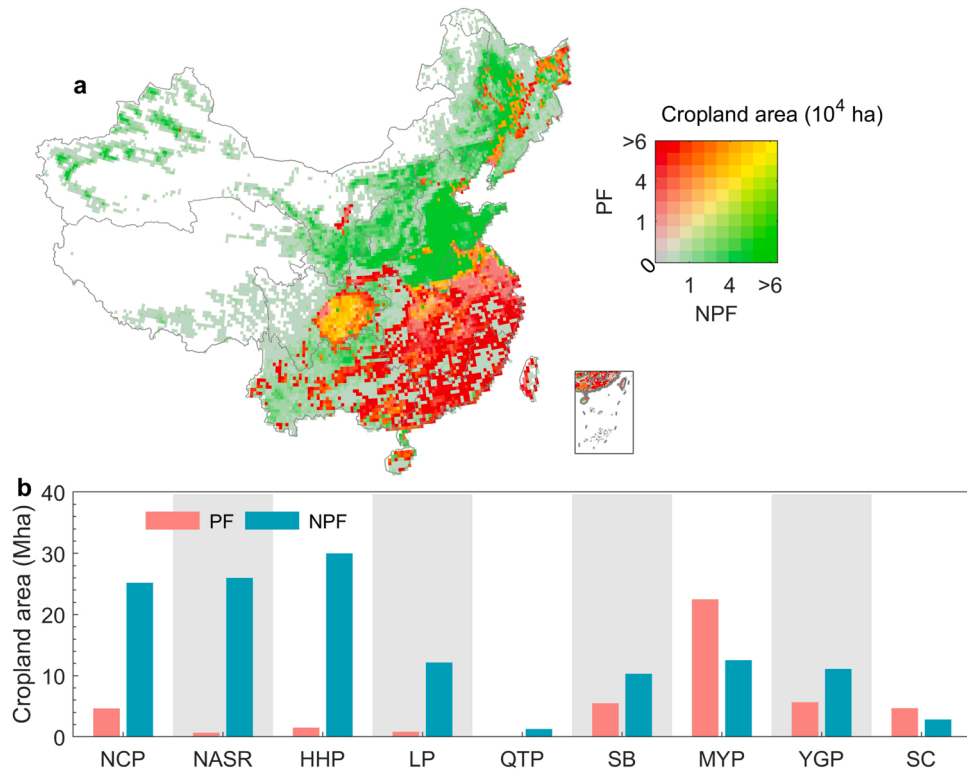 a
Cropland area (10⁴ ha)
>6
4
1
0
PF
1 4 >6
NPF
b
40
30
20
10
0
Cropland area (Mha)
PF NPF
NCP NASR HHP LP QTP SB MYP YGP SC